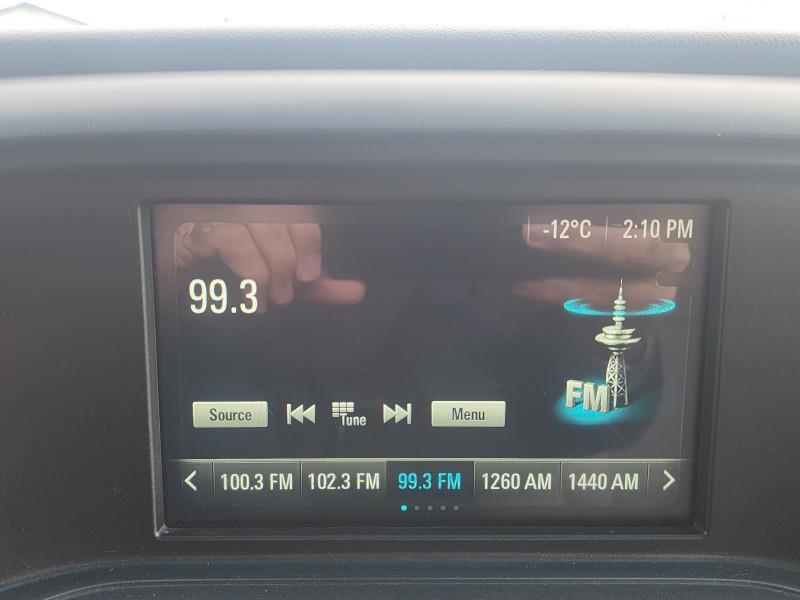 -12°C 2:10 PM
99.3
FM
Source Tune Menu
100.3 FM 102.3 FM 99.3 FM 1260 AM 1440 AM